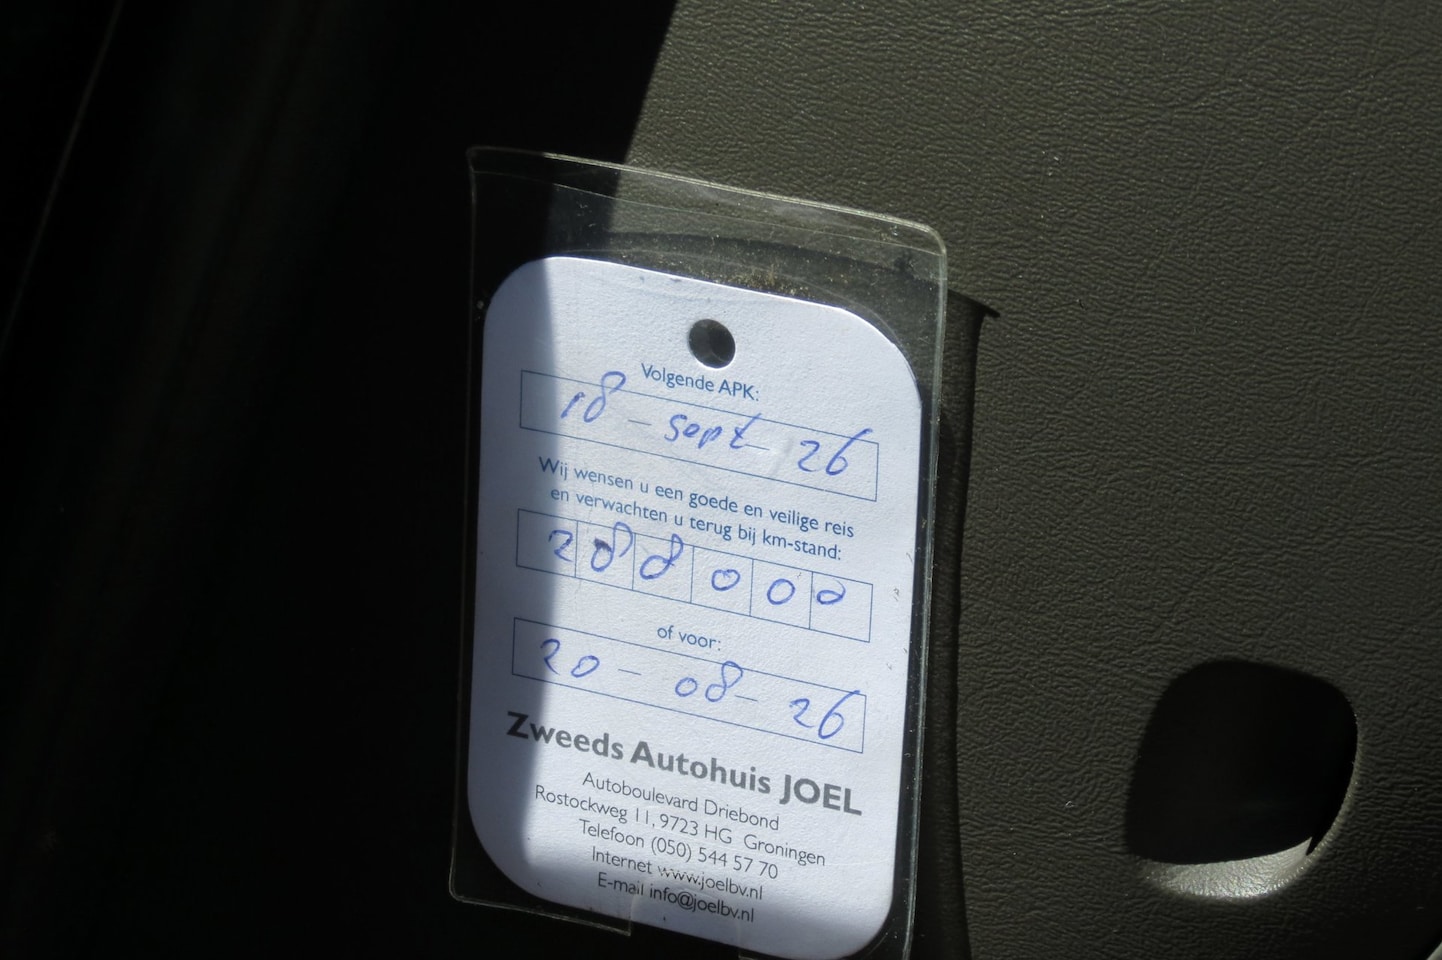 Volgende APK:
18 - sept - 26
Wij wensen u een goede en veilige reis
en verwachten u terug bij km-stand:
288000
of voor:
20 - 08 - 26
Zweeds Autohuis JOEL
Autoboulevard Driebond
Rostockweg 11, 9723 HG Groningen
Telefoon (050) 544 57 70
Internet www.joelbv.nl
E-mail info@joelbv.nl